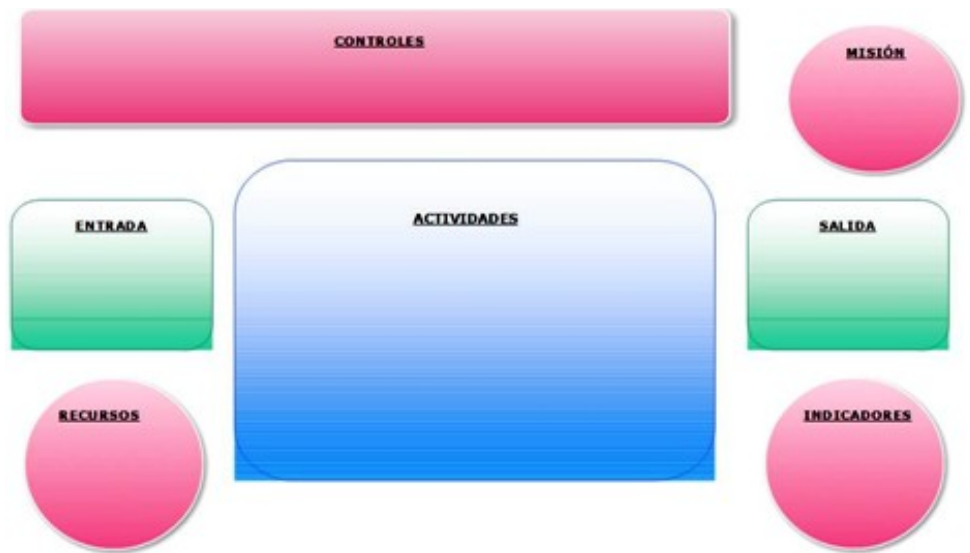 CONTROLES
MISIÓN
ENTRADA
ACTIVIDADES
SALIDA
RECURSOS
INDICADORES